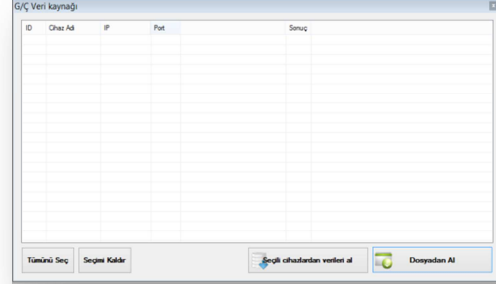 G/Ç Veri kaynağı
ID Cihaz Adı IP Port Sonuç
Tümünü Seç Seçimi Kaldır Seçili cihazlardan verileri al Dosyadan Al